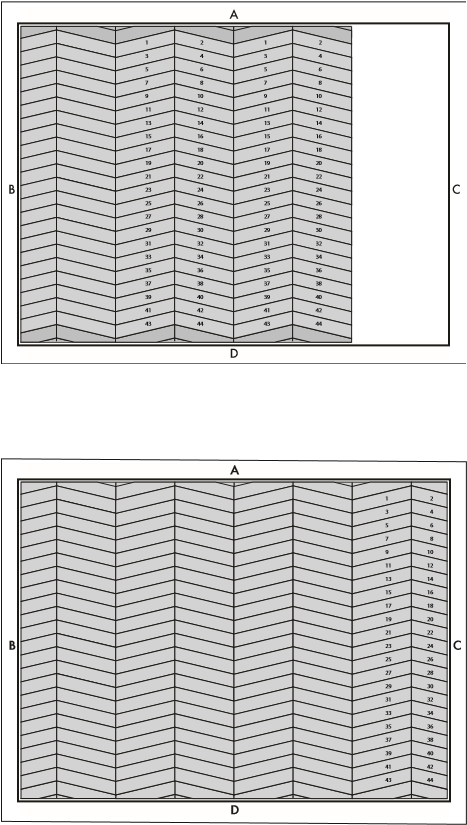 A
1 2 1 2
3 4 3 4
5 6 5 6
7 8 7 8
9 10 9 10
11 12 11 12
13 14 13 14
15 16 15 16
17 18 17 18
19 20 19 20
21 22 21 22
B 23 24 23 24 C
25 26 25 26
27 28 27 28
29 30 29 30
31 32 31 32
33 34 33 34
35 36 35 36
37 38 37 38
39 40 39 40
41 42 41 42
43 44 43 44
D
A
1 2
3 4
5 6
7 8
9 10
11 12
13 14
15 16
17 18
19 20
21 22
B 23 24 C
25 26
27 28
29 30
31 32
33 34
35 36
37 38
39 40
41 42
43 44
D